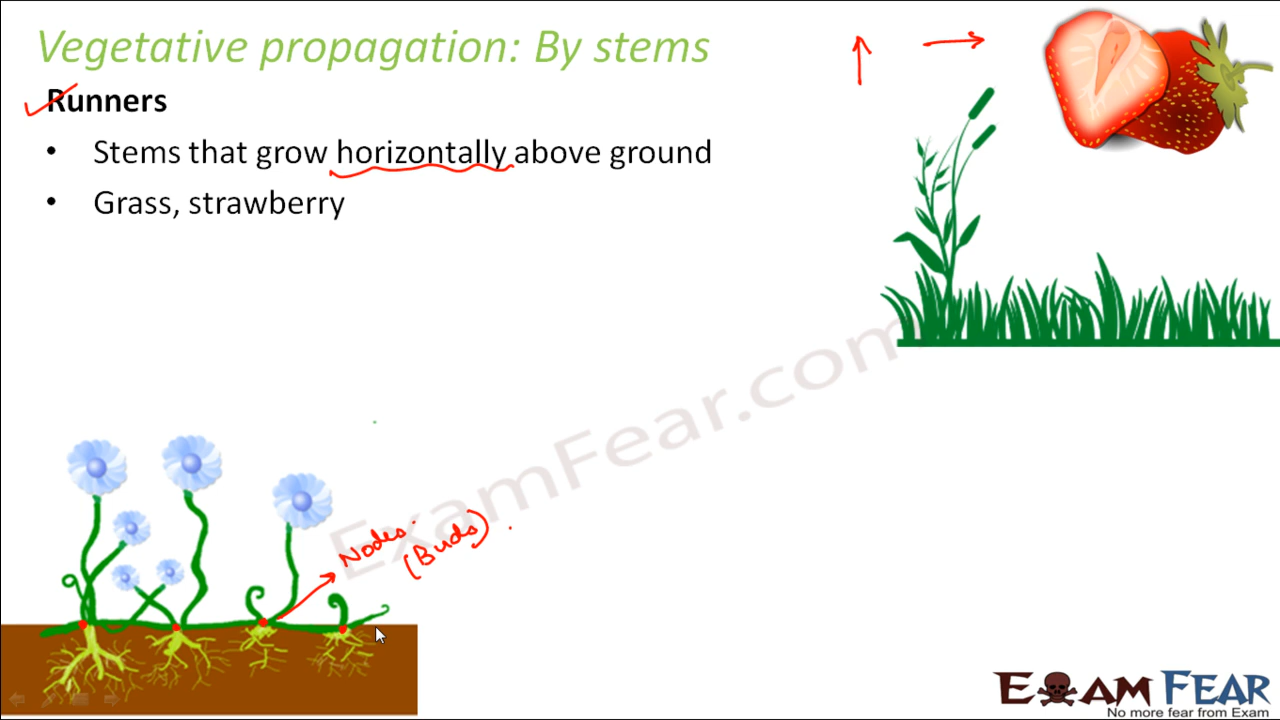 Vegetative propagation: By stems
Runners
• Stems that grow horizontally above ground
• Grass, strawberry
ExamFear.com
Nodes.
(Buds).
EXAM FEAR
No more fear from Exam